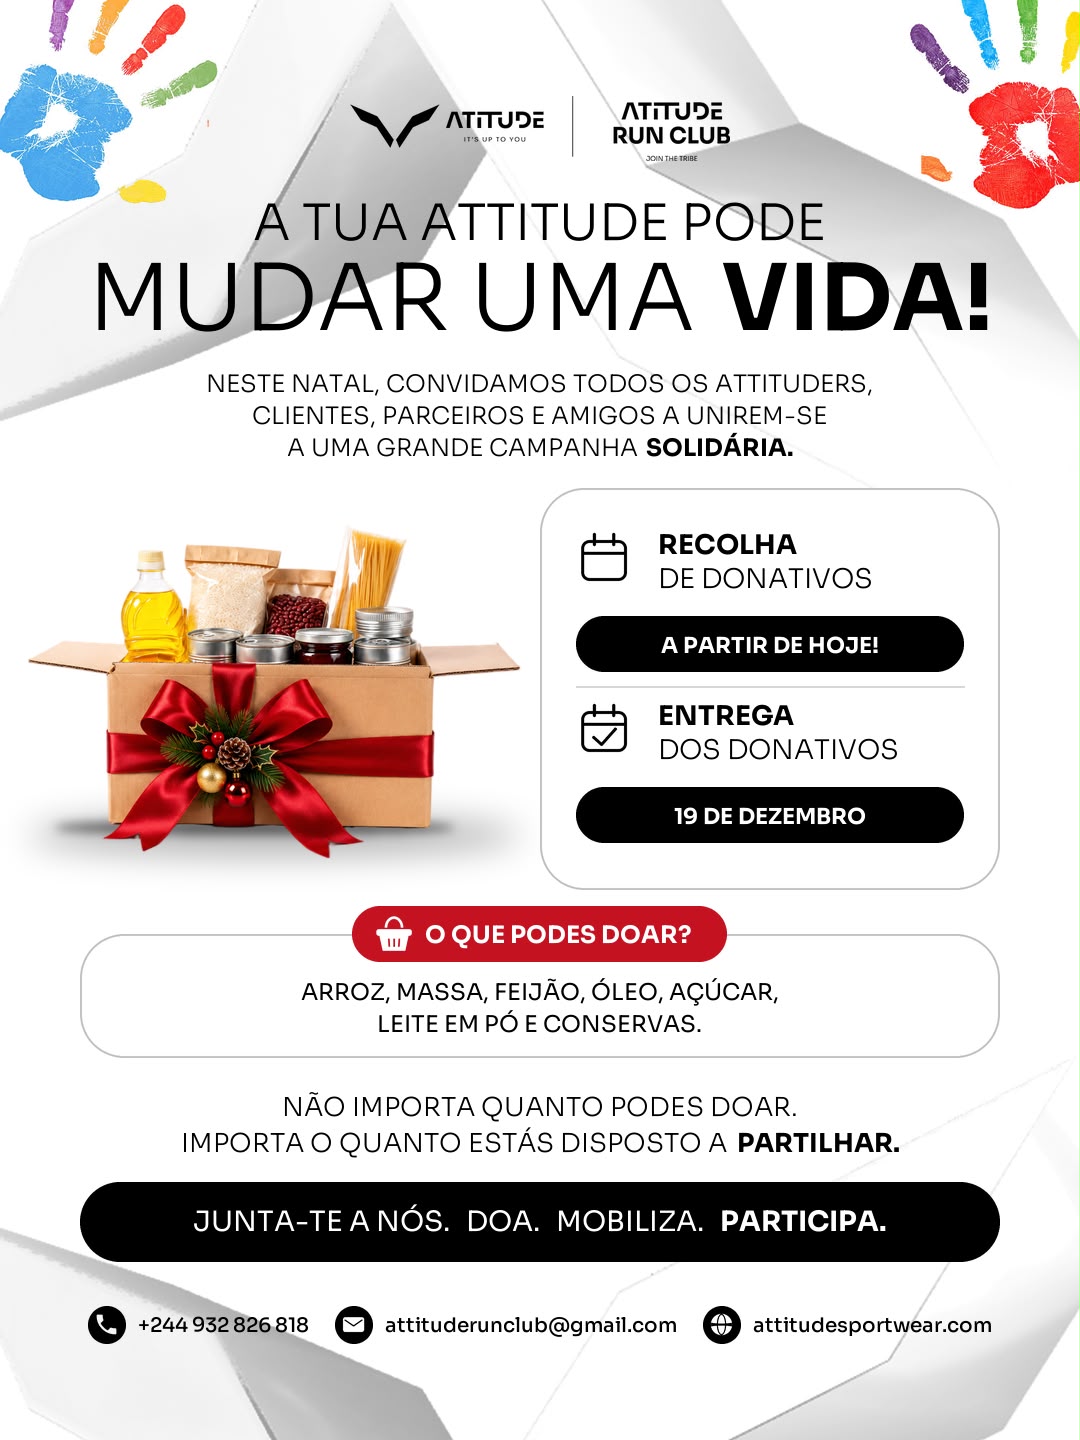 ATITUDE
IT'S UP TO YOU
ATITUDE
RUN CLUB
JOIN THE TRIBE
A TUA ATTITUDE PODE
MUDAR UMA VIDA!
NESTE NATAL, CONVIDAMOS TODOS OS ATTITUDERS,
CLIENTES, PARCEIROS E AMIGOS A UNIREM-SE
A UMA GRANDE CAMPANHA SOLIDÁRIA.
RECOLHA
DE DONATIVOS
A PARTIR DE HOJE!
ENTREGA
DOS DONATIVOS
19 DE DEZEMBRO
O QUE PODES DOAR?
ARROZ, MASSA, FEIJÃO, ÓLEO, AÇÚCAR,
LEITE EM PÓ E CONSERVAS.
NÃO IMPORTA QUANTO PODES DOAR.
IMPORTA O QUANTO ESTÁS DISPOSTO A PARTILHAR.
JUNTA-TE A NÓS. DOA. MOBILIZA. PARTICIPA.
+244 932 826 818
attituderunclub@gmail.com
attitudesportwear.com